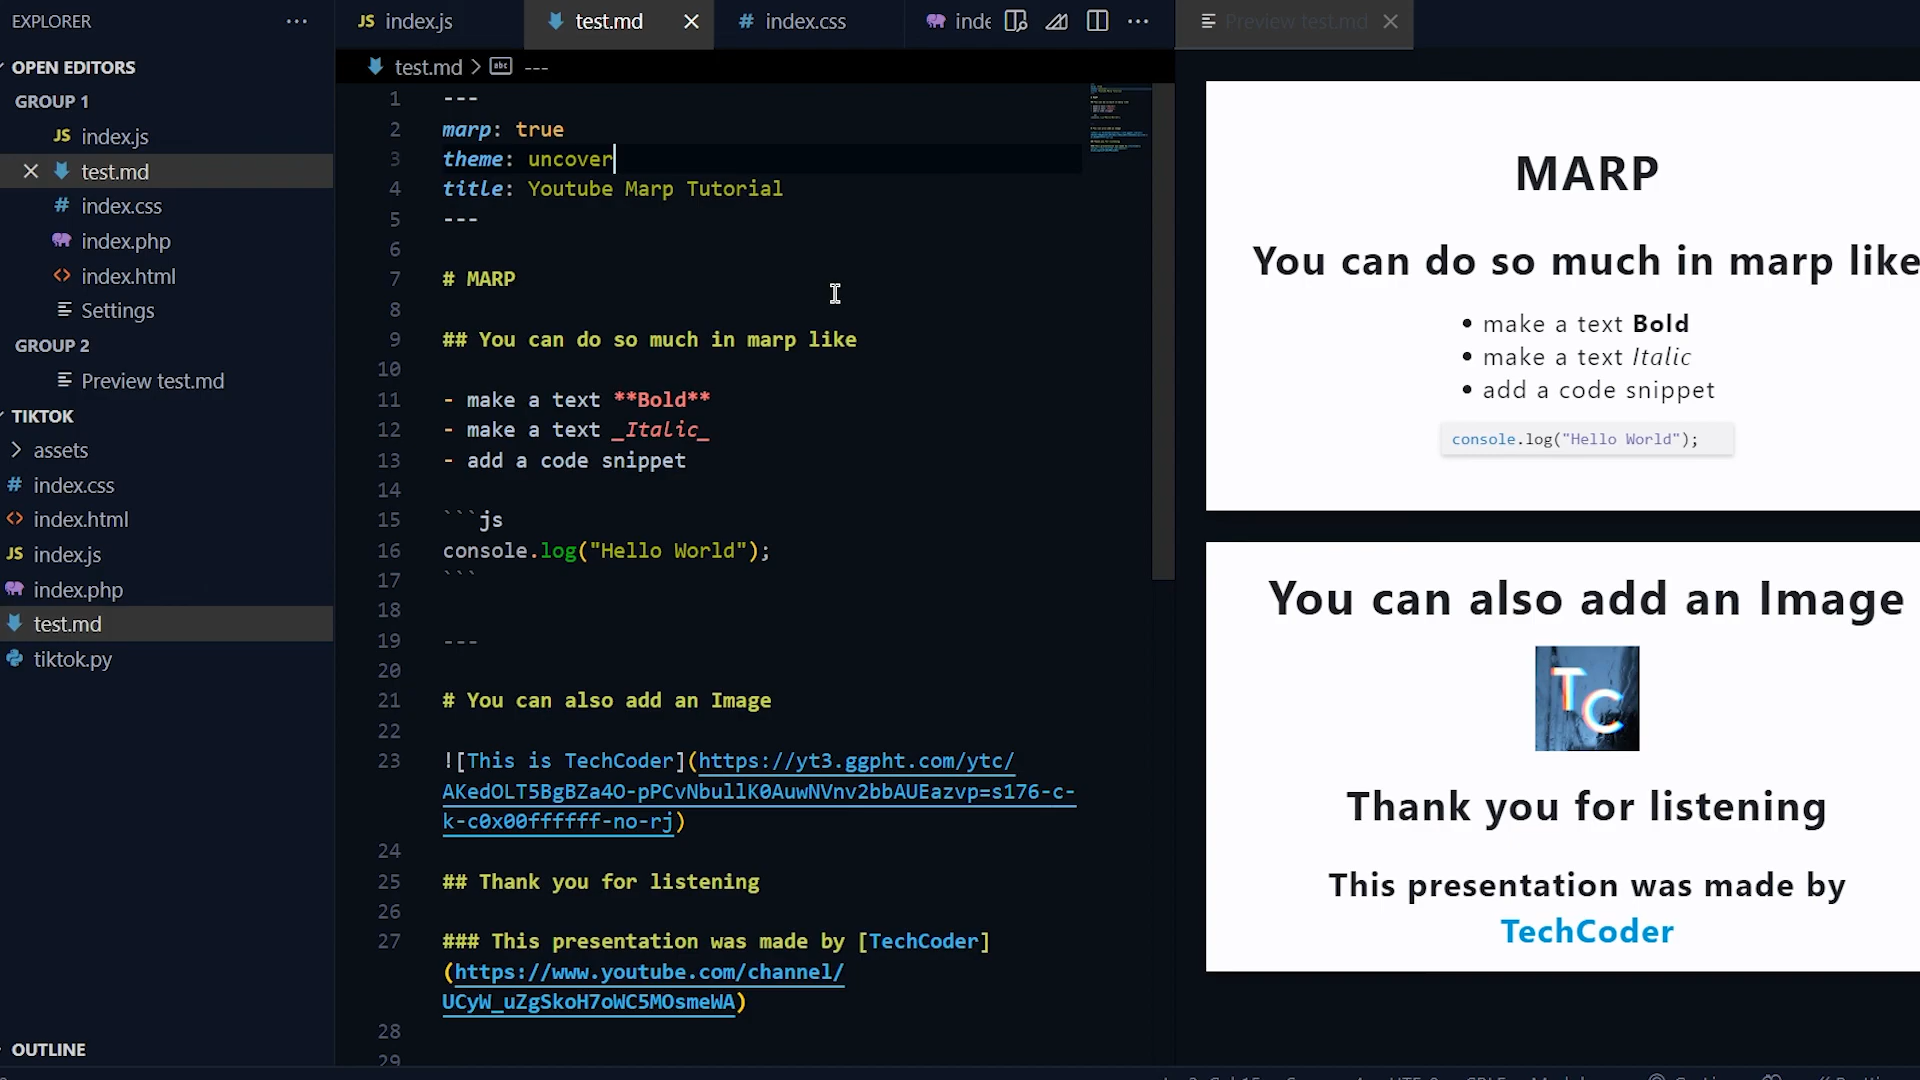 EXPLORER
OPEN EDITORS
GROUP 1
JS index.js
test.md
# index.css
index.php
<> index.html
Settings
GROUP 2
Preview test.md
TIKTOK
assets
# index.css
<> index.html
JS index.js
index.php
test.md
tiktok.py
OUTLINE
JS index.js
test.md
# index.css
inde
test.md > abc ---
1 ---
2 marp: true
3 theme: uncover
4 title: Youtube Marp Tutorial
5 ---
6
7 # MARP
8
9 ## You can do so much in marp like
10
11 - make a text **Bold**
12 - make a text _Italic_
13 - add a code snippet
14
15 ```js
16 console.log("Hello World");
17 ```
18
19 ---
20
21 # You can also add an Image
22
23 ![This is TechCoder](https://yt3.ggpht.com/ytc/
AKedOLT5BgBZa4O-pPCvNbullK0AuwNVnv2bbAUEazvp=s176-c-
k-c0x00ffffff-no-rj)
24
25 ## Thank you for listening
26
27 ### This presentation was made by [TechCoder]
(https://www.youtube.com/channel/
UCyW_uZgSkoH7oWC5MOsmeWA)
28
29
Preview test.md
MARP
You can do so much in marp like
• make a text Bold
• make a text Italic
• add a code snippet
console.log("Hello World");
You can also add an Image
TC
Thank you for listening
This presentation was made by
TechCoder